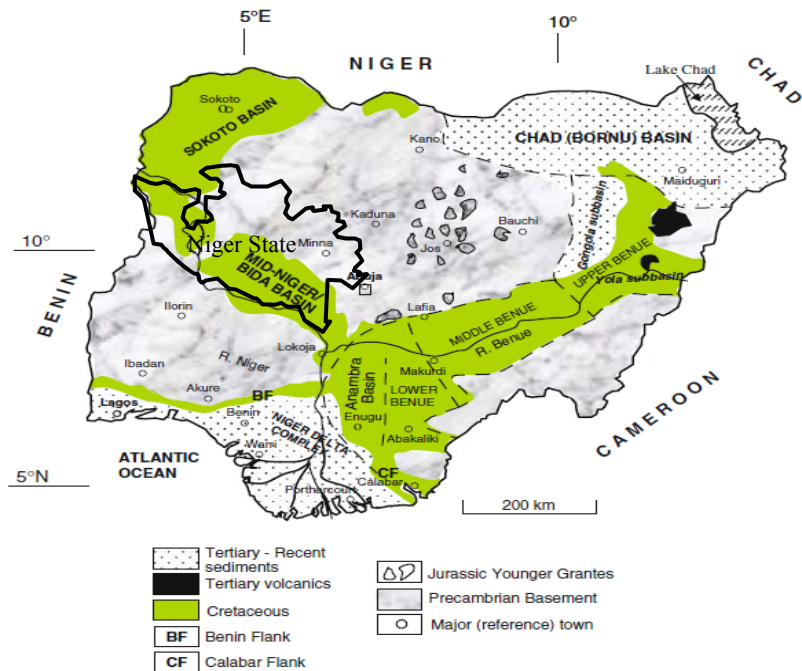 5°E
10°
NIGER
CHAD
Lake Chad
Sokoto
SOKOTO BASIN
Kano
CHAD (BORNU) BASIN
Maiduguri
Kaduna
Bauchi
Jos
Gongola subbasin
10°
Niger State
Minna
Abuja
MID-NIGER/
BIDA BASIN
UPPER BENUE
Yola subbasin
BENIN
Ilorin
Lafia
MIDDLE BENUE
R. Benue
Lokoja
Makurdi
Ibadan
R. Niger
Anambra
Basin
LOWER
BENUE
Akure
BF
Lagos
Benin
Enugu
Abakaliki
CAMEROON
NIGER DELTA
COMPLEX
Warri
ATLANTIC
OCEAN
5°N
CF
Calabar
Porthercourt
200 km
Tertiary - Recent
sediments
Tertiary volcanics
Cretaceous
BF Benin Flank
CF Calabar Flank
Jurassic Younger Grantes
Precambrian Basement
Major (reference) town